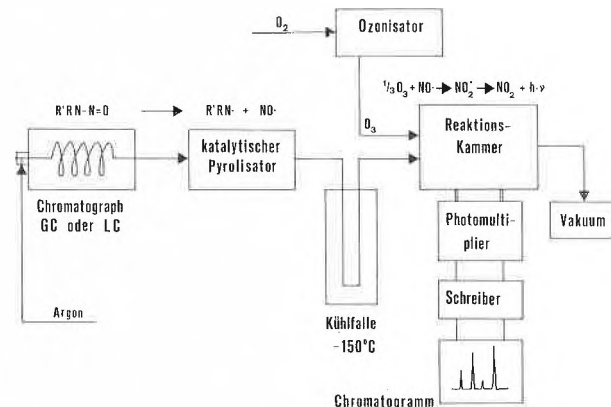 O₂
Ozonisator
¹/₃O₃ + NO· → NO₂* → NO₂ + h·ν
R'RN-N=O → R'RN· + NO·
O₃
Reaktions-
Kammer
katalytischer
Pyrolisator
Chromatograph
GC oder LC
Photomulti-
plier
Vakuum
Argon
Schreiber
Kühlfalle
-150°C
Chromatogramm